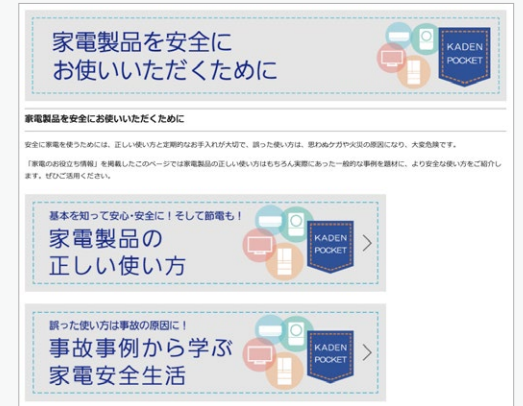 家電製品を安全に
お使いいただくために
KADEN
POCKET
家電製品を安全にお使いいただくために
安全に家電を使うためには、正しい使い方と定期的なお手入れが大切で、誤った使い方は、思わぬケガや火災の原因になり、大変危険です。
「家電のお役立ち情報」を掲載したこのページでは家電製品の正しい使い方はもちろん実際にあった一般的な事例を題材に、より安全な使い方をご紹介し
ます。ぜひご活用ください。
基本を知って安心・安全に！そして節電も！
家電製品の
正しい使い方
KADEN
POCKET
誤った使い方は事故の原因に！
事故事例から学ぶ
家電安全生活
KADEN
POCKET